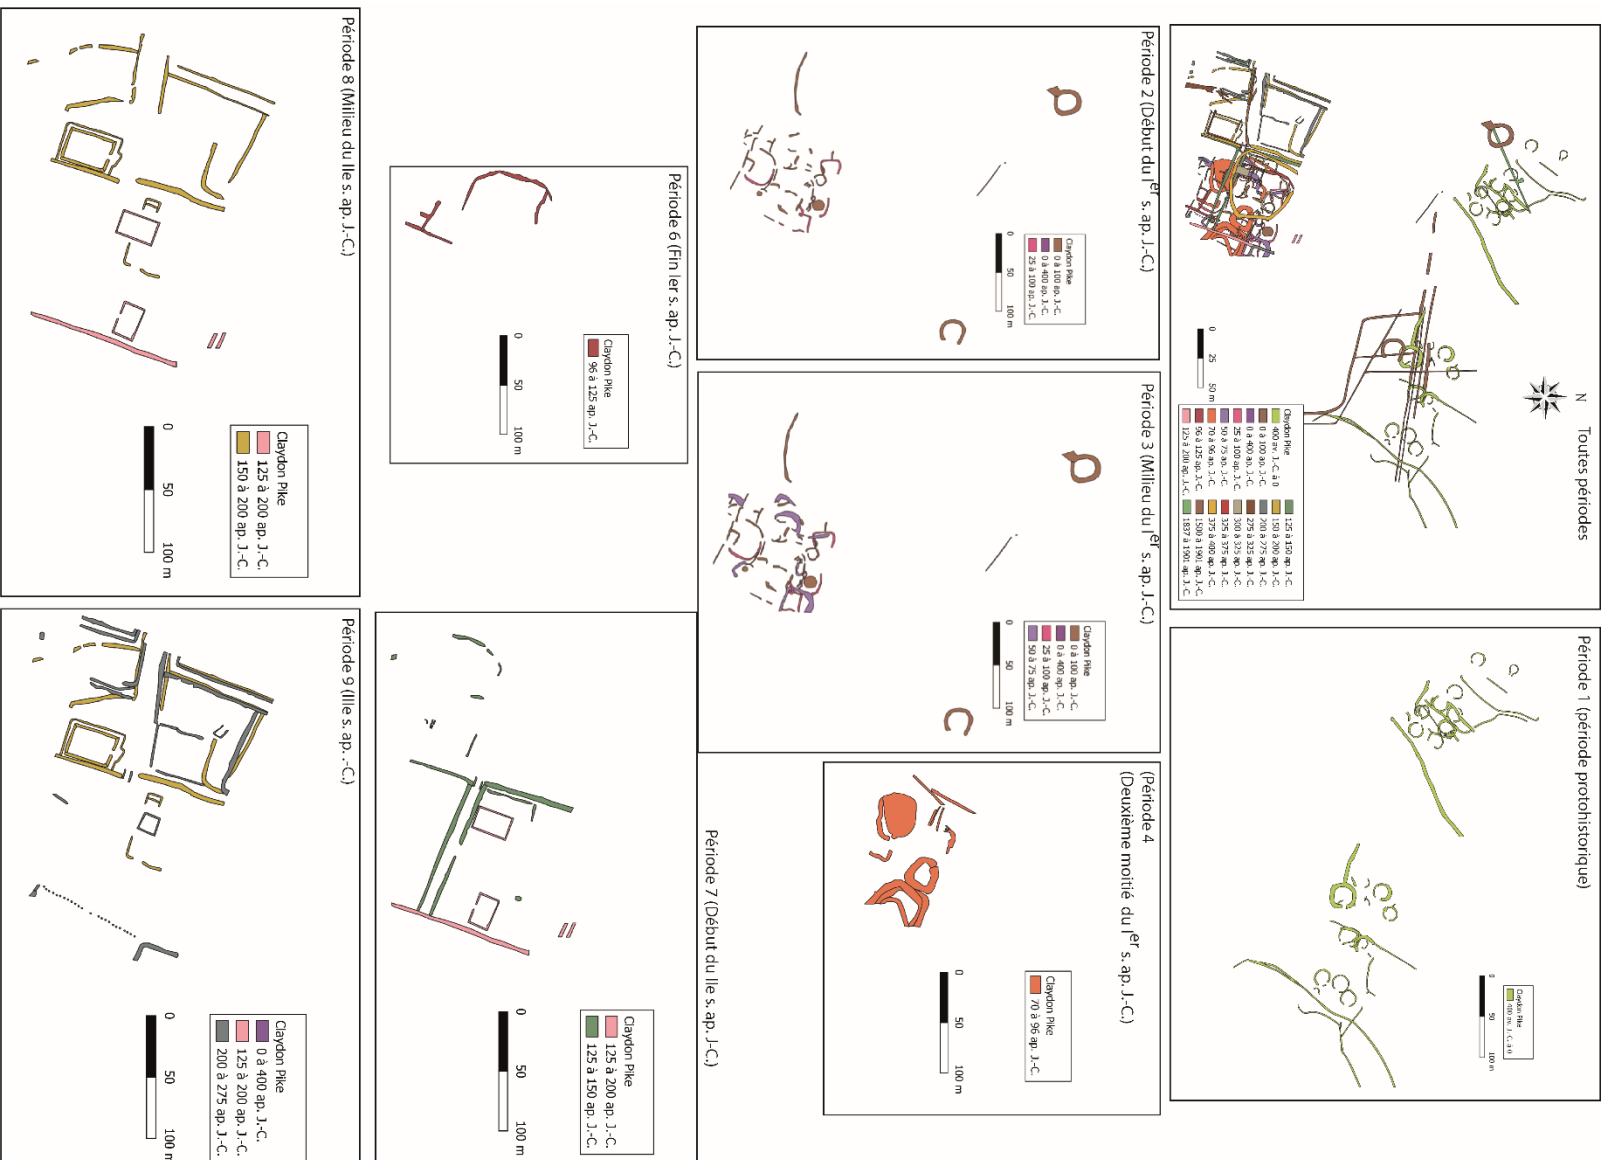 Toutes périodes
N
0 25 50 m
Claydon Pike
400 av. J.-C. à 0
0 à 100 ap. J.-C.
0 à 400 ap. J.-C.
25 à 100 ap. J.-C.
50 à 75 ap. J.-C.
70 à 96 ap. J.-C.
96 à 125 ap. J.-C.
125 à 200 ap. J.-C.
125 à 150 ap. J.-C.
150 à 200 ap. J.-C.
200 à 275 ap. J.-C.
275 à 325 ap. J.-C.
300 à 325 ap. J.-C.
325 à 375 ap. J.-C.
375 à 400 ap. J.-C.
1500 à 1901 ap. J.-C.
1837 à 1901 ap. J.-C.
Période 1 (période protohistorique)
Claydon Pike
400 av. J.-C. à 0
0 50 100 m
Période 2 (Début du Ier s. ap. J.-C.)
Claydon Pike
0 à 100 ap. J.-C.
0 à 400 ap. J.-C.
25 à 100 ap. J.-C.
0 50 100 m
Période 3 (Milieu du Ier s. ap. J.-C.)
Claydon Pike
0 à 100 ap. J.-C.
0 à 400 ap. J.-C.
25 à 100 ap. J.-C.
50 à 75 ap. J.-C.
0 50 100 m
(Période 4
(Deuxième moitié du Ier s. ap. J.-C.)
Claydon Pike
70 à 96 ap. J.-C.
0 50 100 m
Période 6 (Fin Ier s. ap. J.-C.)
Claydon Pike
96 à 125 ap. J.-C.
0 50 100 m
Période 7 (Début du IIe s. ap. J.-C.)
Claydon Pike
125 à 200 ap. J.-C.
125 à 150 ap. J.-C.
0 50 100 m
Période 8 (Milieu du IIe s. ap. J.-C.)
Claydon Pike
125 à 200 ap. J.-C.
150 à 200 ap. J.-C.
0 50 100 m
Période 9 (IIIe s. ap. .-C.)
Claydon Pike
0 à 400 ap. J.-C.
125 à 200 ap. J.-C.
200 à 275 ap. J.-C.
0 50 100 m